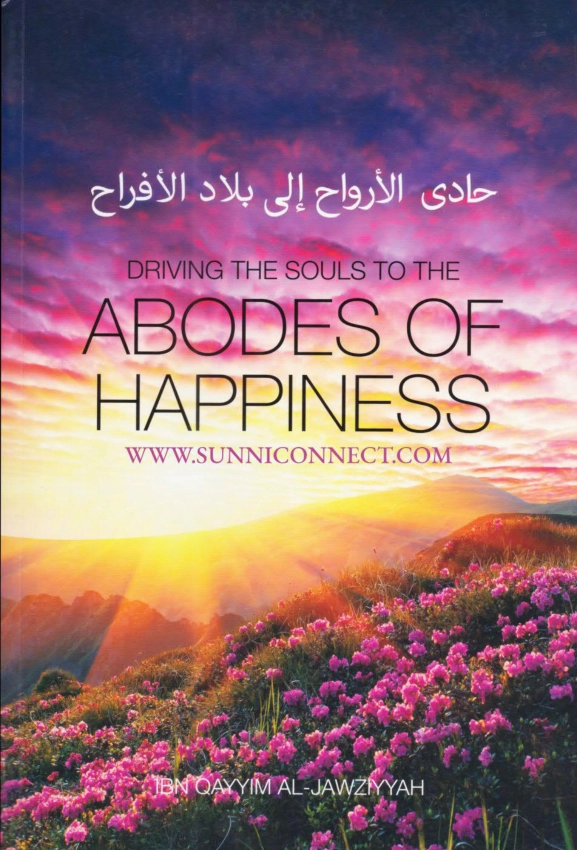 حادى الأرواح إلى بلاد الأفراح
DRIVING THE SOULS TO THE
ABODES OF
HAPPINESS
WWW.SUNNICONNECT.COM
IBN QAYYIM AL-JAWZIYYAH